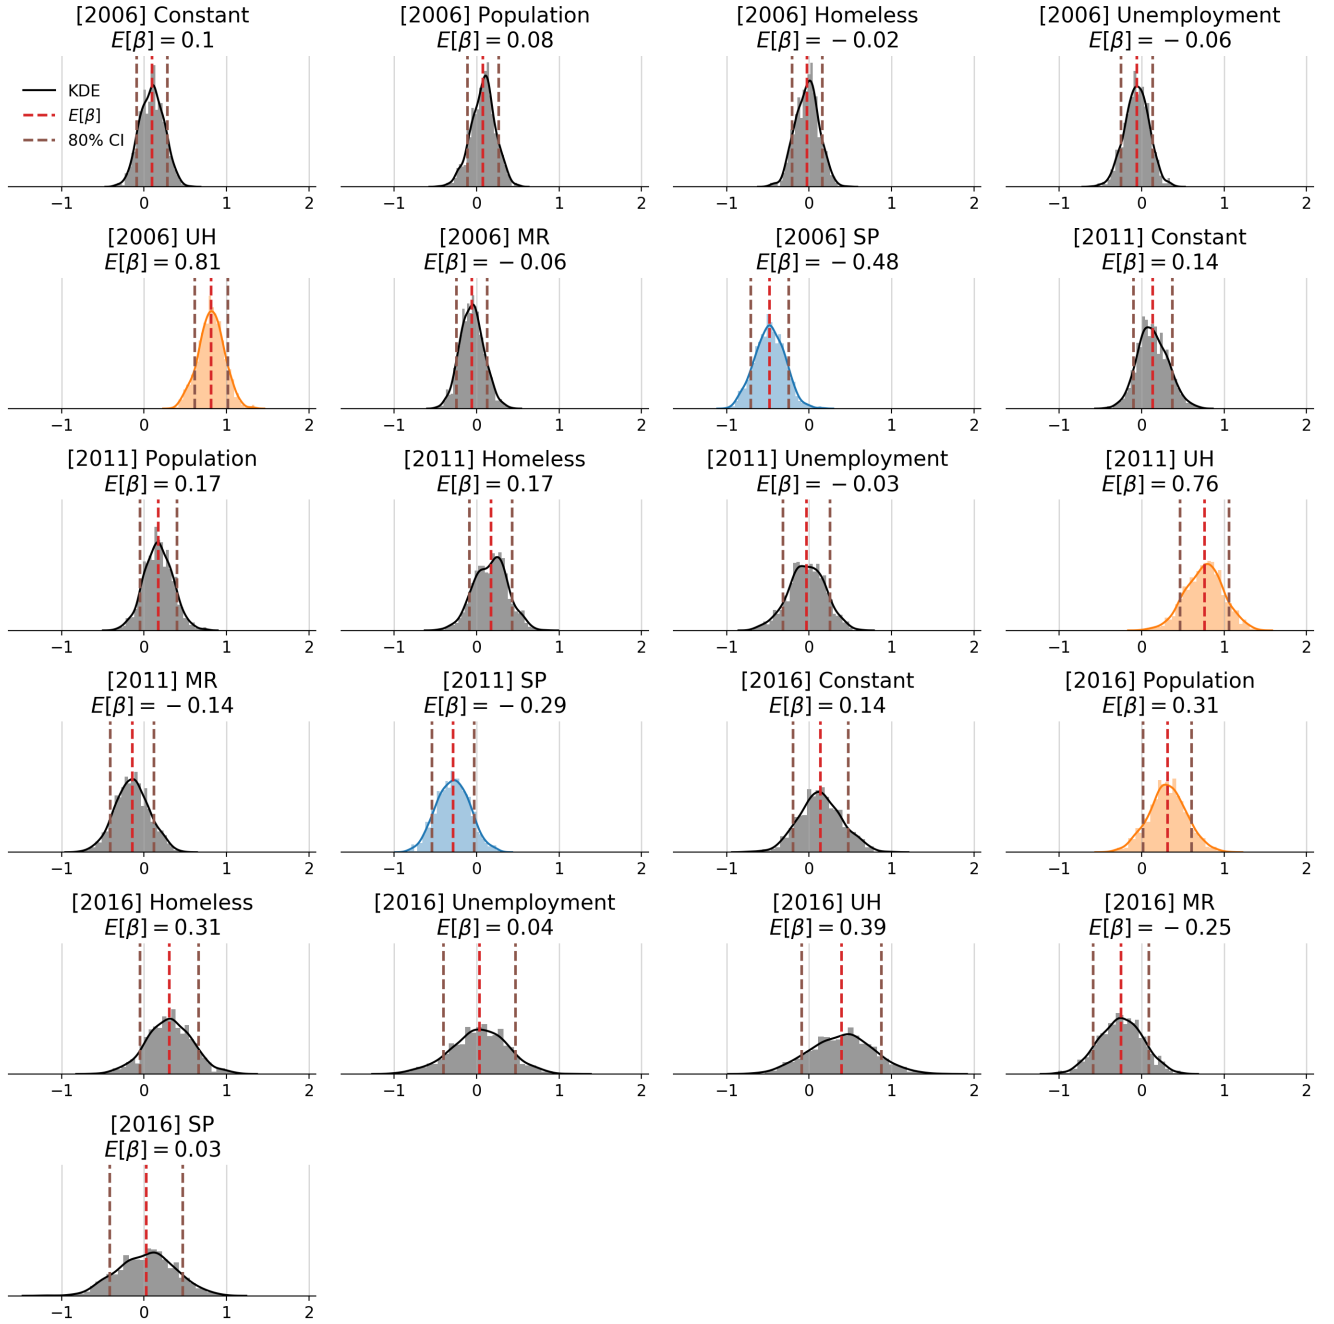 [2006] Constant
E[β] = 0.1
[2006] Population
E[β] = 0.08
[2006] Homeless
E[β] = −0.02
[2006] Unemployment
E[β] = −0.06
KDE
E[β]
80% CI
−1 0 1 2
−1 0 1 2
−1 0 1 2
−1 0 1 2
[2006] UH
E[β] = 0.81
[2006] MR
E[β] = −0.06
[2006] SP
E[β] = −0.48
[2011] Constant
E[β] = 0.14
−1 0 1 2
−1 0 1 2
−1 0 1 2
−1 0 1 2
[2011] Population
E[β] = 0.17
[2011] Homeless
E[β] = 0.17
[2011] Unemployment
E[β] = −0.03
[2011] UH
E[β] = 0.76
−1 0 1 2
−1 0 1 2
−1 0 1 2
−1 0 1 2
[2011] MR
E[β] = −0.14
[2011] SP
E[β] = −0.29
[2016] Constant
E[β] = 0.14
[2016] Population
E[β] = 0.31
−1 0 1 2
−1 0 1 2
−1 0 1 2
−1 0 1 2
[2016] Homeless
E[β] = 0.31
[2016] Unemployment
E[β] = 0.04
[2016] UH
E[β] = 0.39
[2016] MR
E[β] = −0.25
−1 0 1 2
−1 0 1 2
−1 0 1 2
−1 0 1 2
[2016] SP
E[β] = 0.03
−1 0 1 2